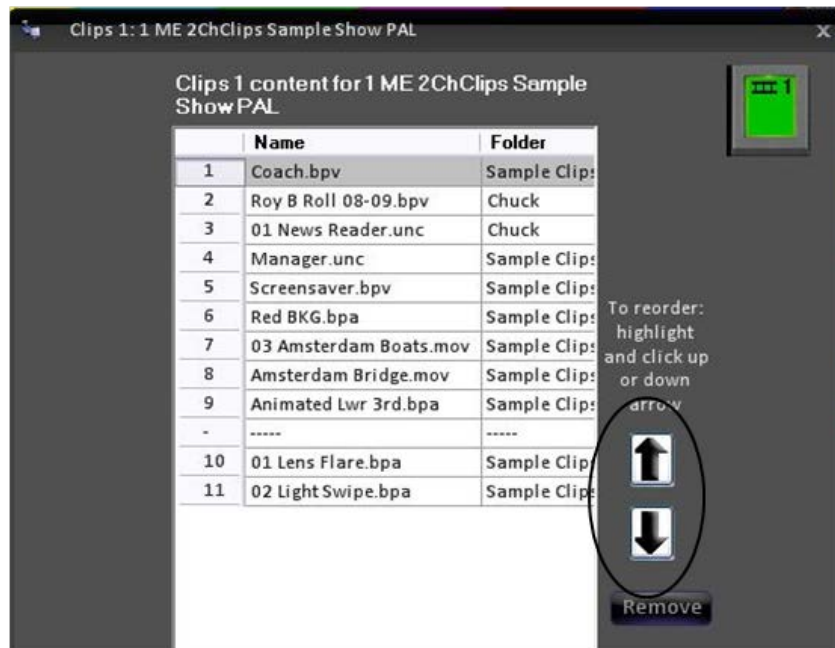 Clips 1: 1 ME 2ChClips Sample Show PAL
X
Clips 1 content for 1 ME 2ChClips Sample
Show PAL
1
Name Folder
1 Coach.bpv Sample Clips
2 Roy B Roll 08-09.bpv Chuck
3 01 News Reader.unc Chuck
4 Manager.unc Sample Clips
5 Screensaver.bpv Sample Clips
6 Red BKG.bpa Sample Clips
7 03 Amsterdam Boats.mov Sample Clips
8 Amsterdam Bridge.mov Sample Clips
9 Animated Lwr 3rd.bpa Sample Clips
- ----- -----
10 01 Lens Flare.bpa Sample Clip
11 02 Light Swipe.bpa Sample Clips
To reorder:
highlight
and click up
or down
arrow
Remove